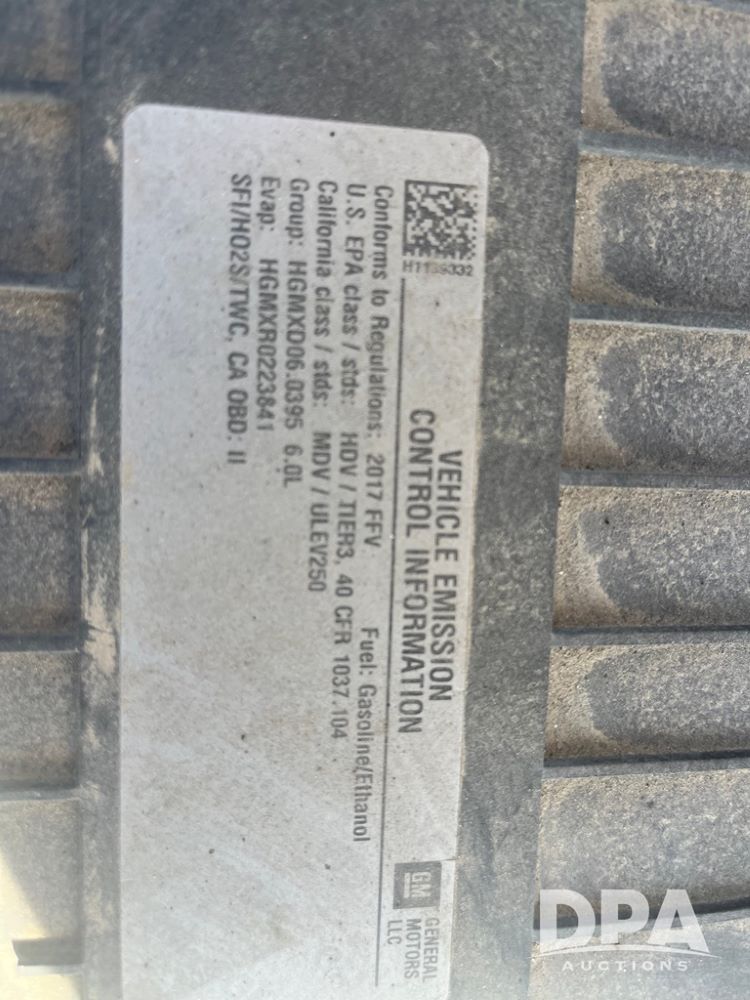 VEHICLE EMISSION
CONTROL INFORMATION
GM
GENERAL
MOTORS
LLC
Conforms to Regulations: 2017 FFV Fuel: Gasoline/Ethanol
U.S. EPA class / stds: HDV / TIER3, 40 CFR 1037.104
California class / stds: MDV / ULEV250
Group: HGMXD06.0395 6.0L
Evap: HGMXR0223841
SFI/HO2S/TWC, CA OBD: II
DPA
AUCTIONS